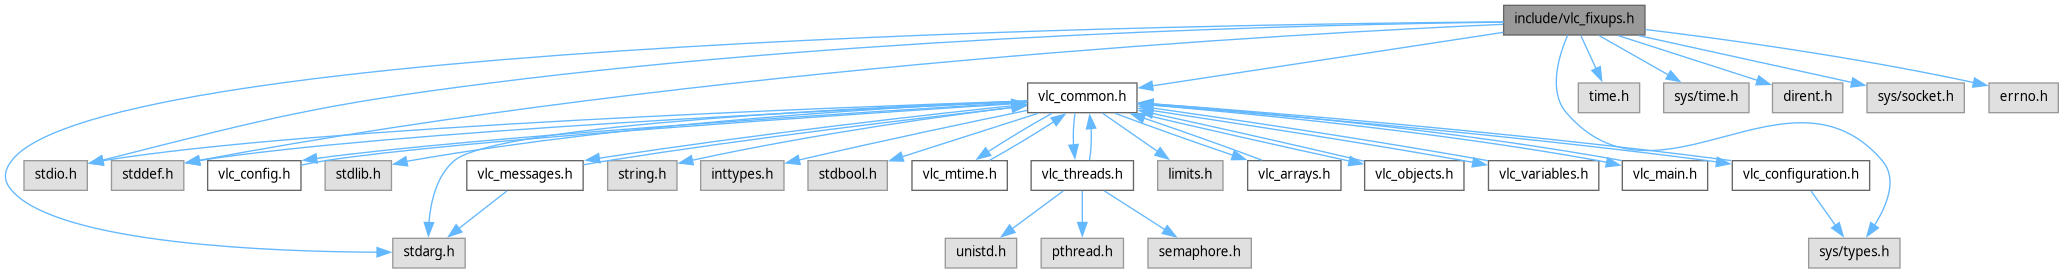 include/vlc_fixups.h
vlc_common.h
time.h
sys/time.h
dirent.h
sys/socket.h
errno.h
stdio.h
stddef.h
vlc_config.h
stdlib.h
vlc_messages.h
string.h
inttypes.h
stdbool.h
vlc_mtime.h
vlc_threads.h
limits.h
vlc_arrays.h
vlc_objects.h
vlc_variables.h
vlc_main.h
vlc_configuration.h
stdarg.h
unistd.h
pthread.h
semaphore.h
sys/types.h